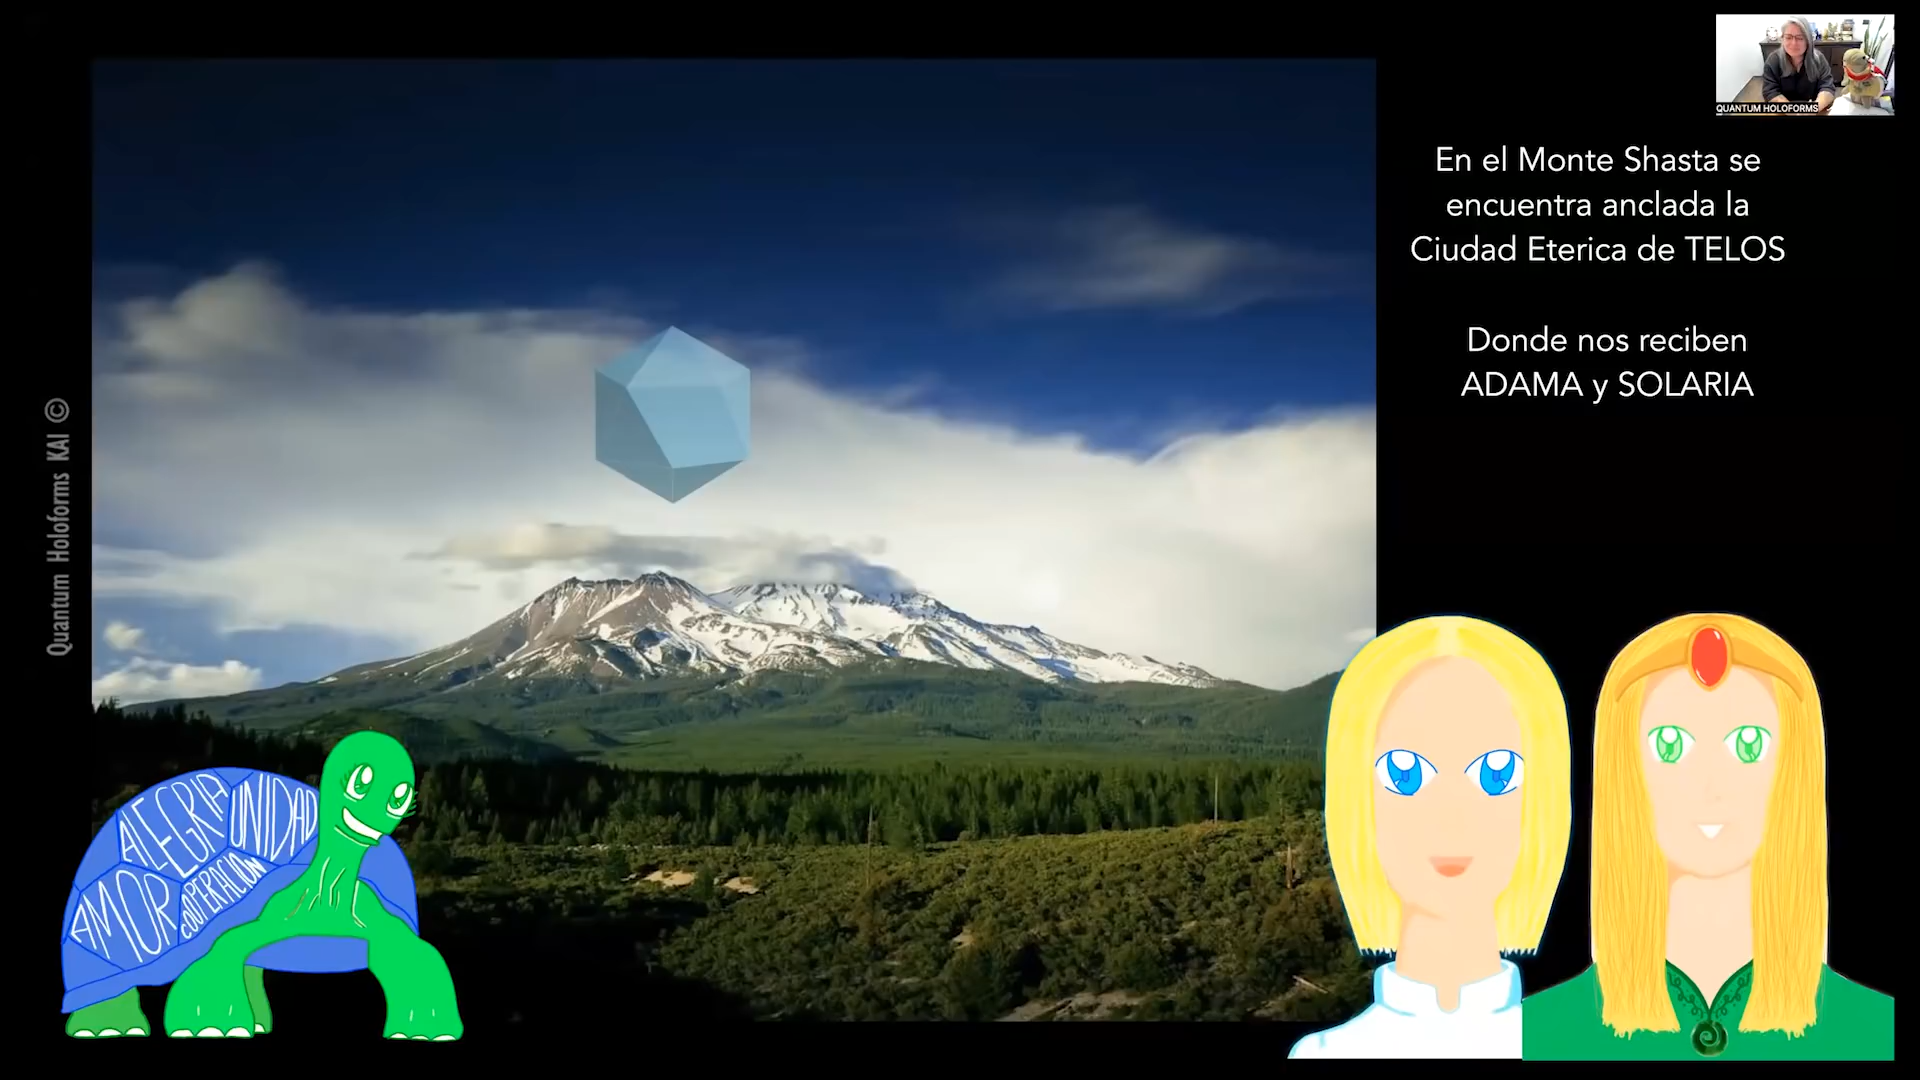 QUANTUM HOLOFORMS
En el Monte Shasta se
encuentra anclada la
Ciudad Eterica de TELOS
Donde nos reciben
ADAMA y SOLARIA
Quantum Holoforms KAI ©
ALEGRIA
UNIDAD
AMOR
COOPERACION